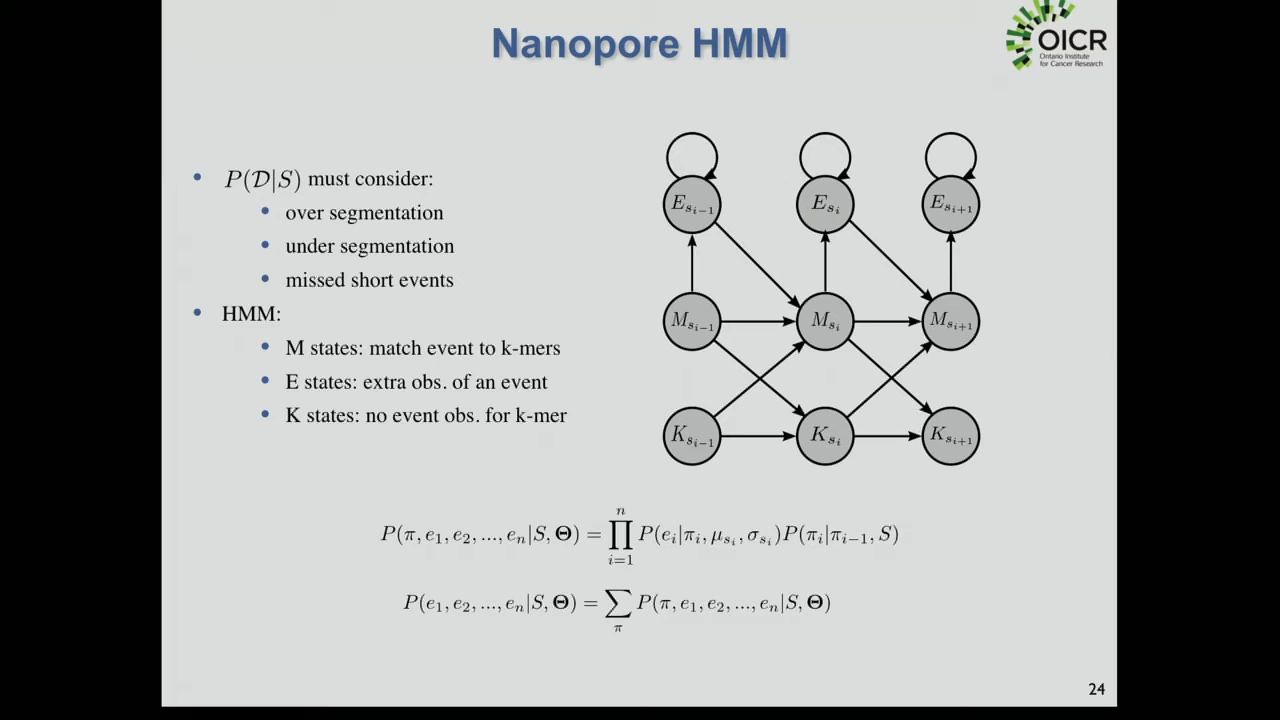 Nanopore HMM
OICR
Ontario Institute
for Cancer Research
• P(𝒟|S) must consider:
• over segmentation
• under segmentation
• missed short events
• HMM:
• M states: match event to k-mers
• E states: extra obs. of an event
• K states: no event obs. for k-mer
E_{s_{i−1}} E_{s_i} E_{s_{i+1}}
M_{s_{i−1}} M_{s_i} M_{s_{i+1}}
K_{s_{i−1}} K_{s_i} K_{s_{i+1}}
P(π, e_1, e_2, ..., e_n|S, Θ) = ∏_{i=1}^{n} P(e_i|π_i, μ_{s_i}, σ_{s_i})P(π_i|π_{i−1}, S)
P(e_1, e_2, ..., e_n|S, Θ) = ∑_π P(π, e_1, e_2, ..., e_n|S, Θ)
24